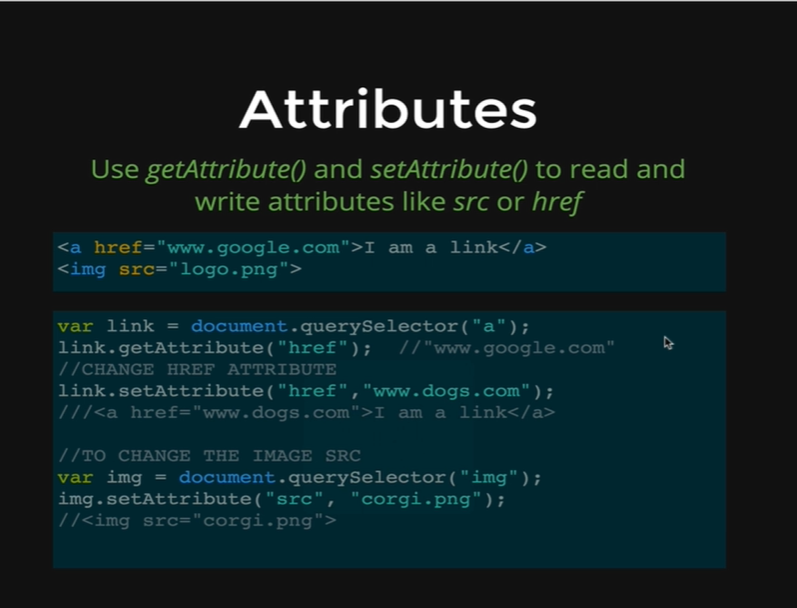 Attributes
Use getAttribute() and setAttribute() to read and
write attributes like src or href
<a href="www.google.com">I am a link</a>
<img src="logo.png">
var link = document.querySelector("a");
link.getAttribute("href");  //"www.google.com"
//CHANGE HREF ATTRIBUTE
link.setAttribute("href","www.dogs.com");
///<a href="www.dogs.com">I am a link</a>
//TO CHANGE THE IMAGE SRC
var img = document.querySelector("img");
img.setAttribute("src", "corgi.png");
//<img src="corgi.png">